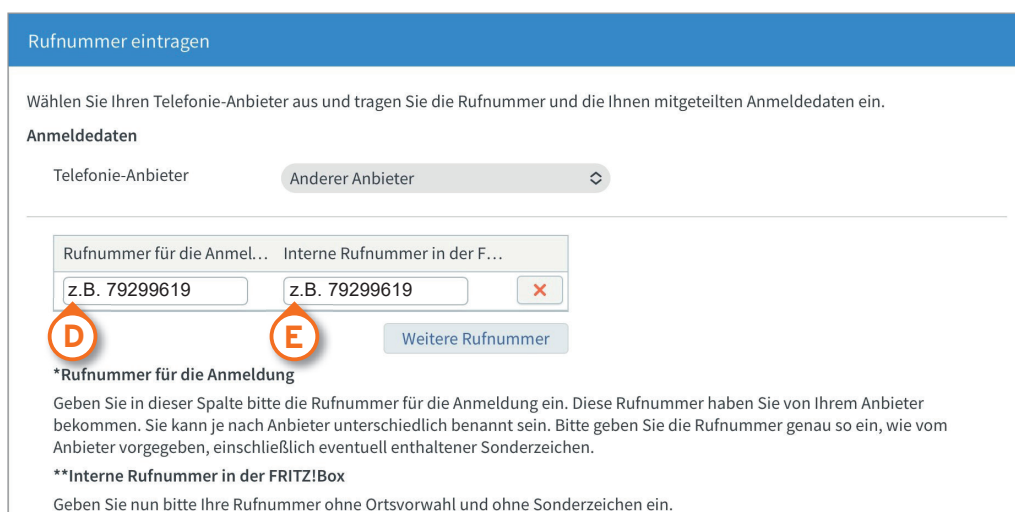 Rufnummer eintragen
Wählen Sie Ihren Telefonie-Anbieter aus und tragen Sie die Rufnummer und die Ihnen mitgeteilten Anmeldedaten ein.
Anmeldedaten
Telefonie-Anbieter Anderer Anbieter
Rufnummer für die Anmel... Interne Rufnummer in der F...
z.B. 79299619 z.B. 79299619
D E
Weitere Rufnummer
*Rufnummer für die Anmeldung
Geben Sie in dieser Spalte bitte die Rufnummer für die Anmeldung ein. Diese Rufnummer haben Sie von Ihrem Anbieter
bekommen. Sie kann je nach Anbieter unterschiedlich benannt sein. Bitte geben Sie die Rufnummer genau so ein, wie vom
Anbieter vorgegeben, einschließlich eventuell enthaltener Sonderzeichen.
**Interne Rufnummer in der FRITZ!Box
Geben Sie nun bitte Ihre Rufnummer ohne Ortsvorwahl und ohne Sonderzeichen ein.